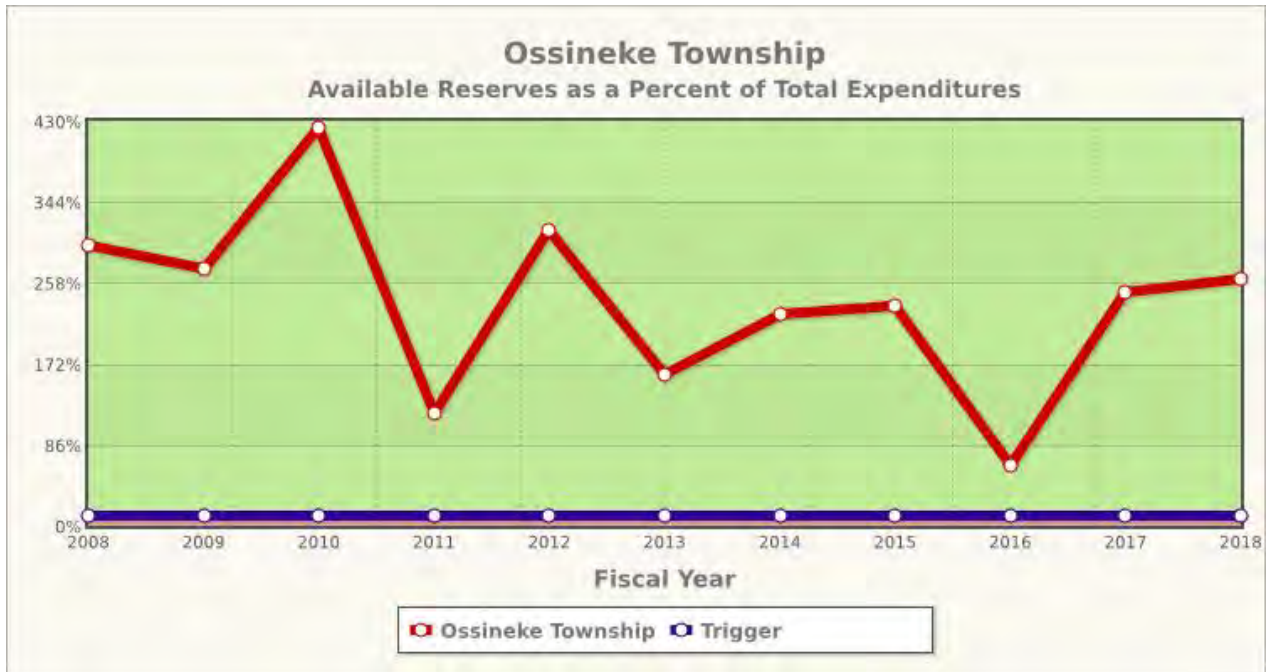 Ossineke Township
Available Reserves as a Percent of Total Expenditures
430%
344%
258%
172%
86%
0%
2008 2009 2010 2011 2012 2013 2014 2015 2016 2017 2018
Fiscal Year
Ossineke Township Trigger